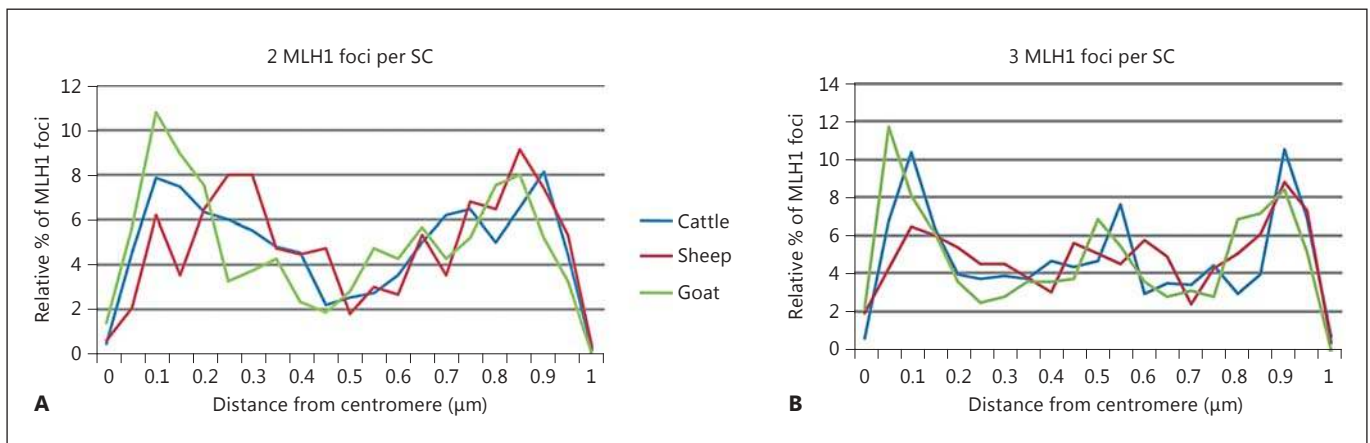 2 MLH1 foci per SC
Relative % of MLH1 foci
12
10
8
6
4
2
0
0 0.1 0.2 0.3 0.4 0.5 0.6 0.7 0.8 0.9 1
Distance from centromere (μm)
A
Cattle
Sheep
Goat
3 MLH1 foci per SC
Relative % of MLH1 foci
14
12
10
8
6
4
2
0
0 0.1 0.2 0.3 0.4 0.5 0.6 0.7 0.8 0.9 1
Distance from centromere (μm)
B